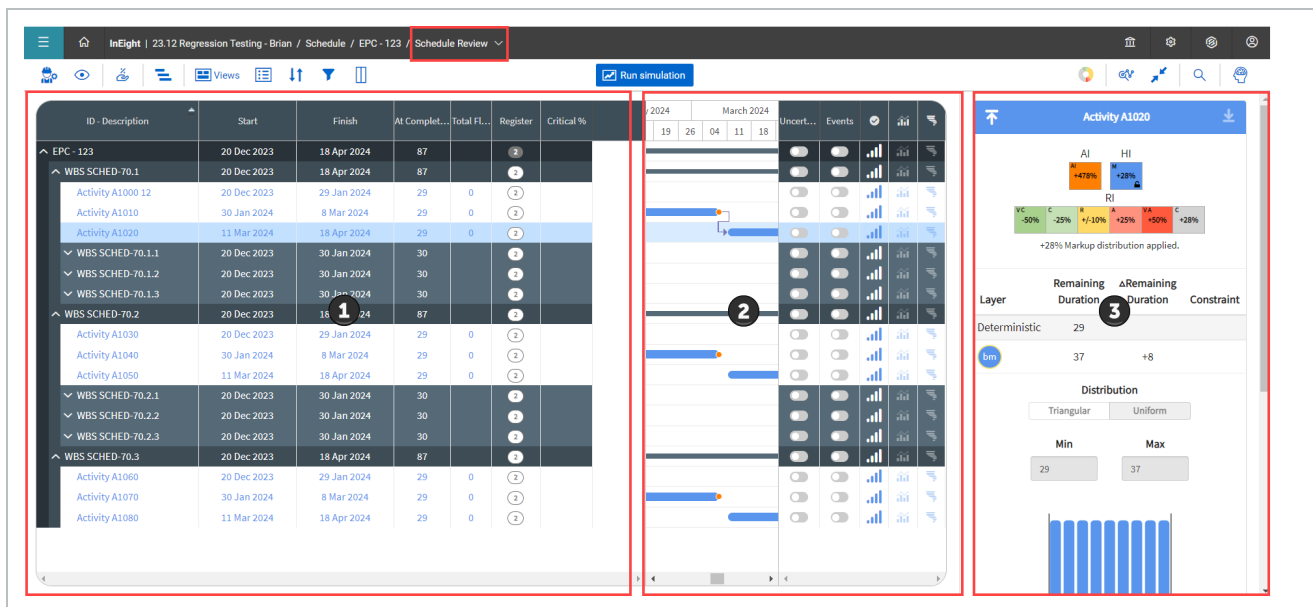 InEight | 23.12 Regression Testing - Brian / Schedule / EPC - 123 / Schedule Review
Views
Run simulation
ID - Description Start Finish At Complet... Total Fl... Register Critical %
2024 March 2024
19 26 04 11 18
Uncert... Events
EPC - 123 20 Dec 2023 18 Apr 2024 87 2
WBS SCHED-70.1 20 Dec 2023 18 Apr 2024 87 2
Activity A1000 12 20 Dec 2023 29 Jan 2024 29 0 2
Activity A1010 30 Jan 2024 8 Mar 2024 29 0 2
Activity A1020 11 Mar 2024 18 Apr 2024 29 0 2
WBS SCHED-70.1.1 20 Dec 2023 30 Jan 2024 30 2
WBS SCHED-70.1.2 20 Dec 2023 30 Jan 2024 30 2
WBS SCHED-70.1.3 20 Dec 2023 30 Jan 2024 30 2
WBS SCHED-70.2 20 Dec 2023 18 24 87 2
Activity A1030 20 Dec 2023 29 Jan 2024 29 0 2
Activity A1040 30 Jan 2024 8 Mar 2024 29 0 2
Activity A1050 11 Mar 2024 18 Apr 2024 29 0 2
WBS SCHED-70.2.1 20 Dec 2023 30 Jan 2024 30 2
WBS SCHED-70.2.2 20 Dec 2023 30 Jan 2024 30 2
WBS SCHED-70.2.3 20 Dec 2023 30 Jan 2024 30 2
WBS SCHED-70.3 20 Dec 2023 18 Apr 2024 87 2
Activity A1060 20 Dec 2023 29 Jan 2024 29 0 2
Activity A1070 30 Jan 2024 8 Mar 2024 29 0 2
Activity A1080 11 Mar 2024 18 Apr 2024 29 0 2
1
2
Activity A1020
AI HI
AI +478% M +28%
RI
VC -50% C -25% R +/-10% A +25% VA +50% C +28%
+28% Markup distribution applied.
Layer Remaining Duration ΔRemaining Duration Constraint
3
Deterministic 29
bm 37 +8
Distribution
Triangular Uniform
Min Max
29 37